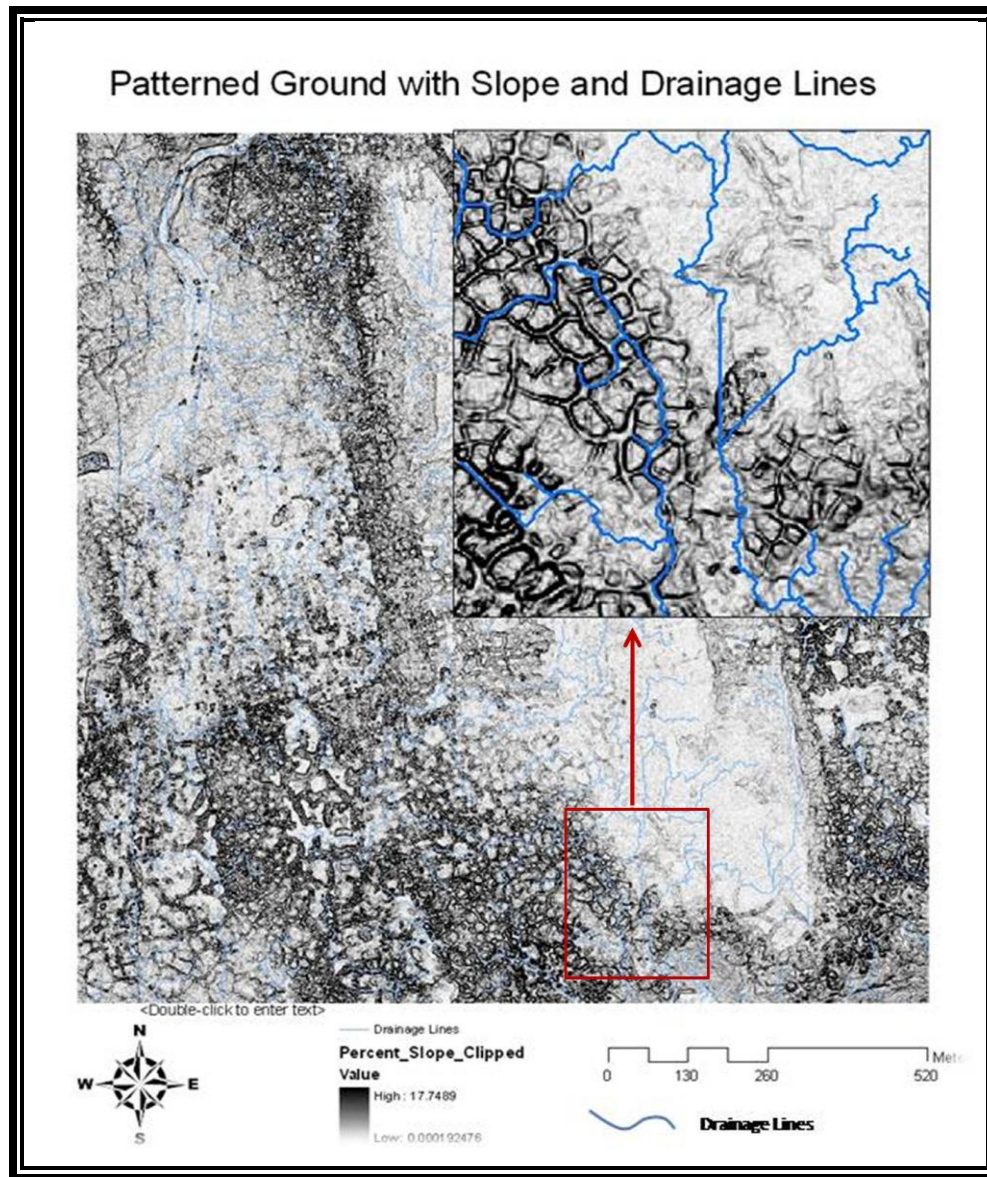 Patterned Ground with Slope and Drainage Lines
<Double-click to enter text>
N
W E
S
Drainage Lines
Percent_Slope_Clipped
Value
High : 17.7489
Low: 0.000192476
Mete
0 130 260 520
Drainage Lines